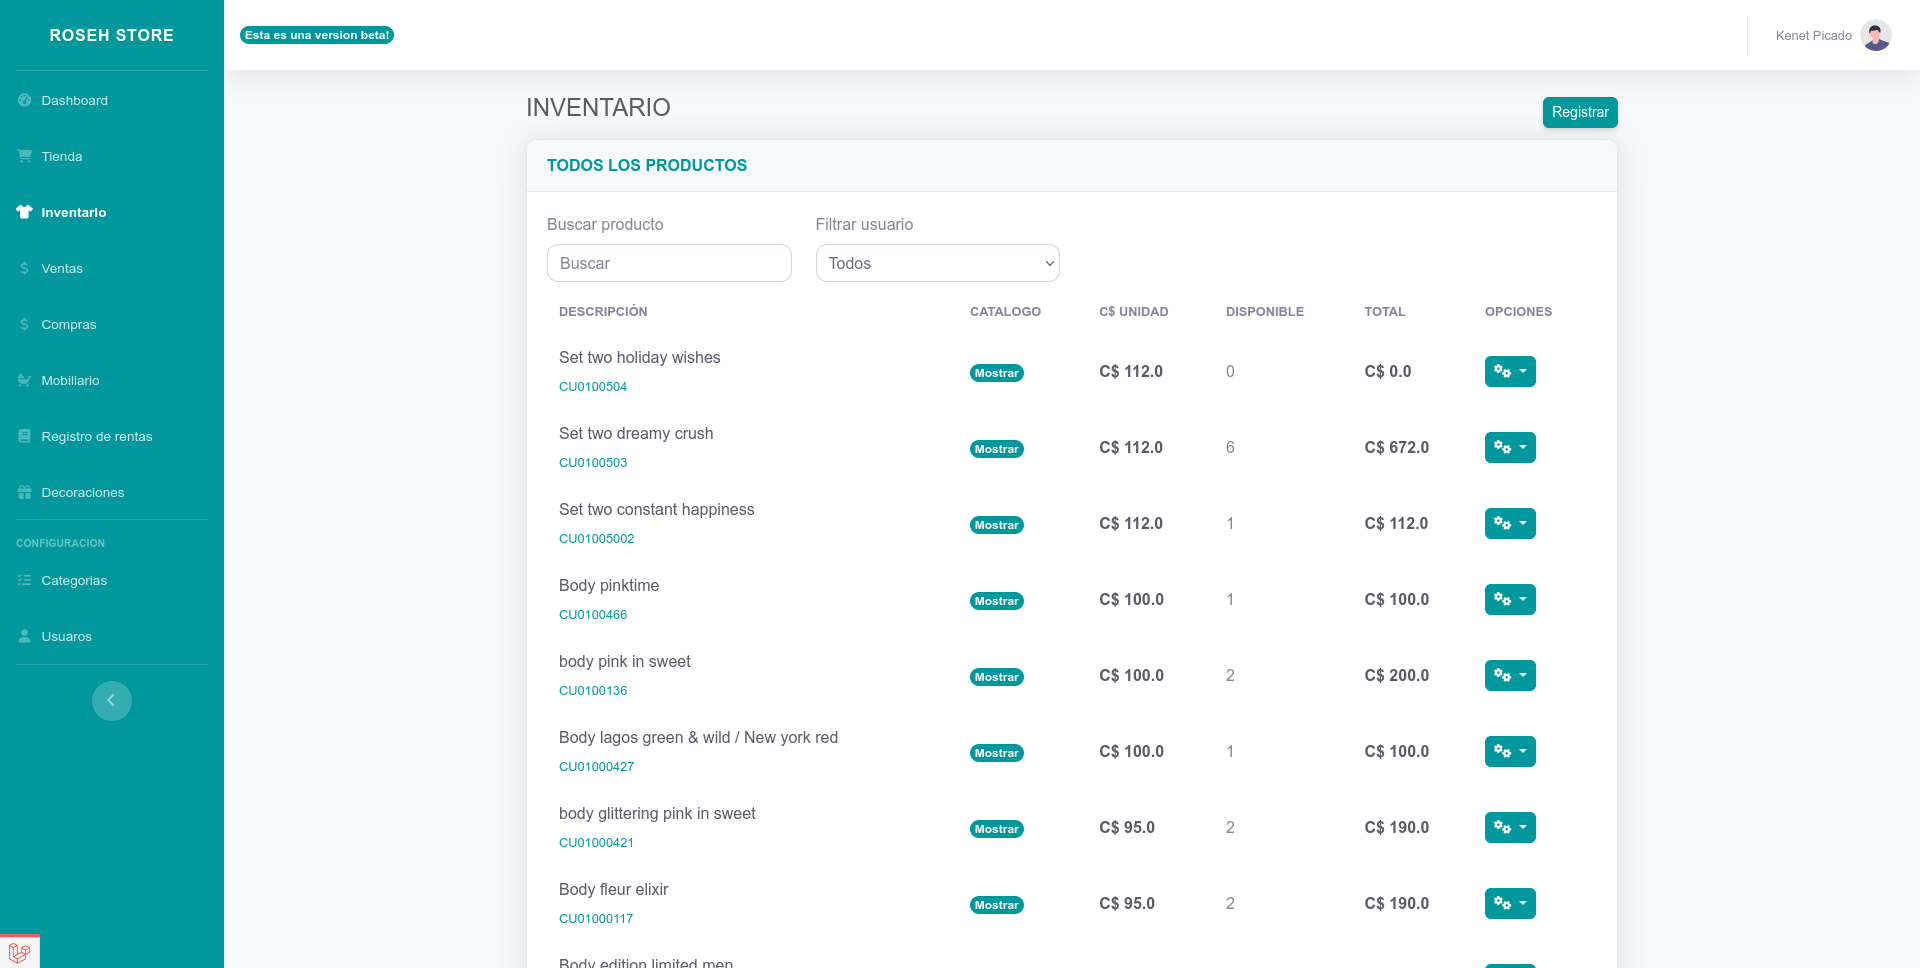 ROSEH STORE
Esta es una version beta!
Kenet Picado
Dashboard
Tienda
Inventario
Ventas
Compras
Mobiliario
Registro de rentas
Decoraciones
CONFIGURACION
Categorias
Usuaros
INVENTARIO
Registrar
TODOS LOS PRODUCTOS
Buscar producto
Filtrar usuario
Buscar
Todos
DESCRIPCIÓN CATALOGO C$ UNIDAD DISPONIBLE TOTAL OPCIONES
Set two holiday wishes
CU0100504
Mostrar C$ 112.0 0 C$ 0.0
Set two dreamy crush
CU0100503
Mostrar C$ 112.0 6 C$ 672.0
Set two constant happiness
CU01005002
Mostrar C$ 112.0 1 C$ 112.0
Body pinktime
CU0100466
Mostrar C$ 100.0 1 C$ 100.0
body pink in sweet
CU0100136
Mostrar C$ 100.0 2 C$ 200.0
Body lagos green & wild / New york red
CU01000427
Mostrar C$ 100.0 1 C$ 100.0
body glittering pink in sweet
CU01000421
Mostrar C$ 95.0 2 C$ 190.0
Body fleur elixir
CU01000117
Mostrar C$ 95.0 2 C$ 190.0
Body edition limited men